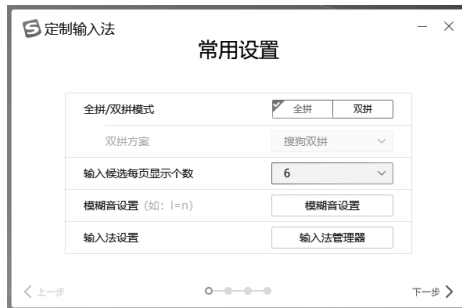 定制输入法
常用设置
全拼/双拼模式 全拼 双拼
双拼方案 搜狗双拼
输入候选每页显示个数 6
模糊音设置（如：l=n） 模糊音设置
输入法设置 输入法管理器
上一步 下一步